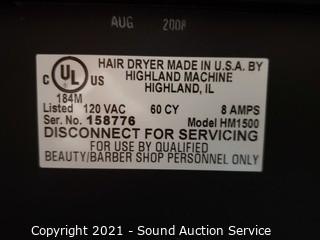 AUG 2008
HAIR DRYER MADE IN U.S.A. BY
HIGHLAND MACHINE
HIGHLAND, IL
C UL US
184M
Listed 120 VAC 60 CY 8 AMPS
Ser. No. 158776 Model HM1500
DISCONNECT FOR SERVICING
FOR USE BY QUALIFIED
BEAUTY/BARBER SHOP PERSONNEL ONLY
Copyright 2021 - Sound Auction Service